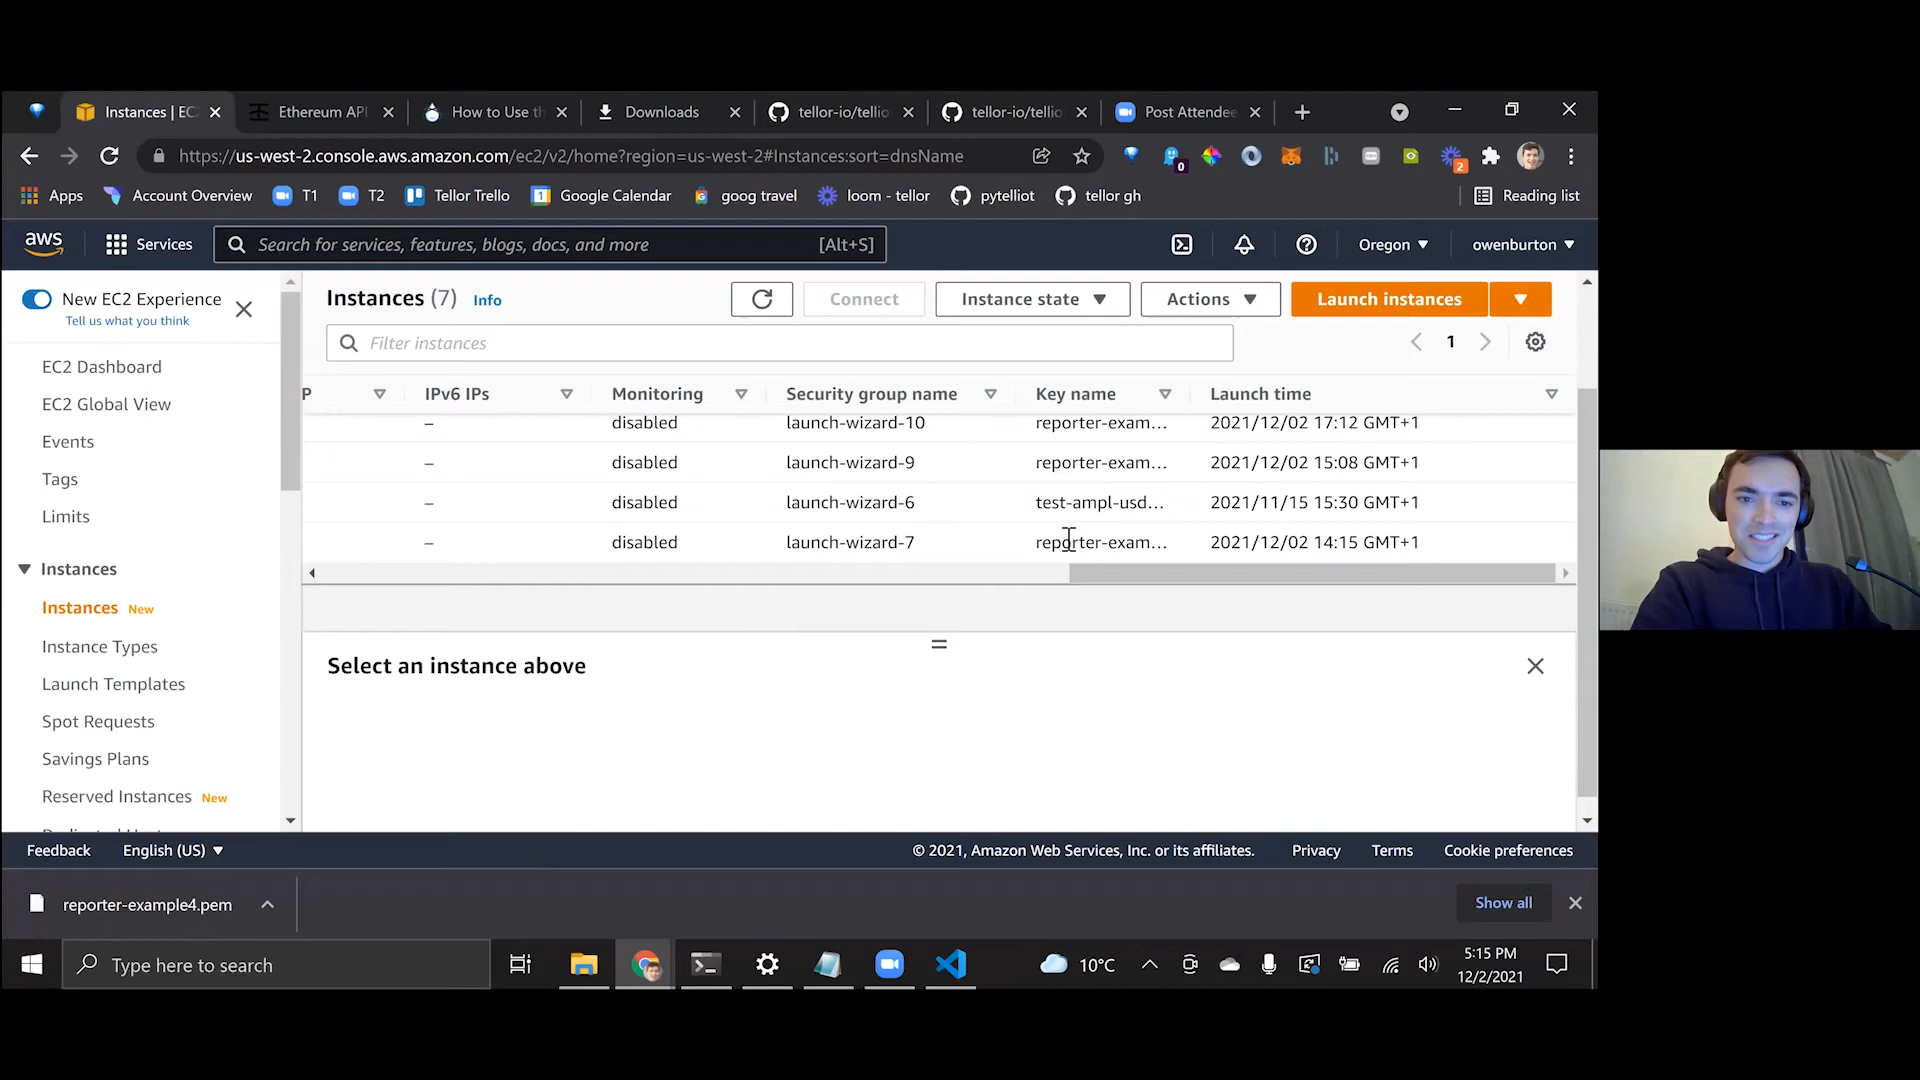 Instances | EC
Ethereum API
How to Use th
Downloads
tellor-io/tellio
tellor-io/tellio
Post Attendee
https://us-west-2.console.aws.amazon.com/ec2/v2/home?region=us-west-2#Instances:sort=dnsName
0
2
Apps
Account Overview
T1
T2
Tellor Trello
1
Google Calendar
goog travel
loom - tellor
pytelliot
tellor gh
Reading list
aws
Services
Search for services, features, blogs, docs, and more
[Alt+S]
Oregon
owenburton
New EC2 Experience
Tell us what you think
EC2 Dashboard
EC2 Global View
Events
Tags
Limits
Instances
Instances New
Instance Types
Launch Templates
Spot Requests
Savings Plans
Reserved Instances New
Instances (7) Info
Connect
Instance state
Actions
Launch instances
Filter instances
1
P IPv6 IPs Monitoring Security group name Key name Launch time
– disabled launch-wizard-10 reporter-exam... 2021/12/02 17:12 GMT+1
– disabled launch-wizard-9 reporter-exam... 2021/12/02 15:08 GMT+1
– disabled launch-wizard-6 test-ampl-usd... 2021/11/15 15:30 GMT+1
– disabled launch-wizard-7 reporter-exam... 2021/12/02 14:15 GMT+1
Select an instance above
Feedback
English (US)
© 2021, Amazon Web Services, Inc. or its affiliates.
Privacy
Terms
Cookie preferences
reporter-example4.pem
Show all
Type here to search
10°C
5:15 PM
12/2/2021